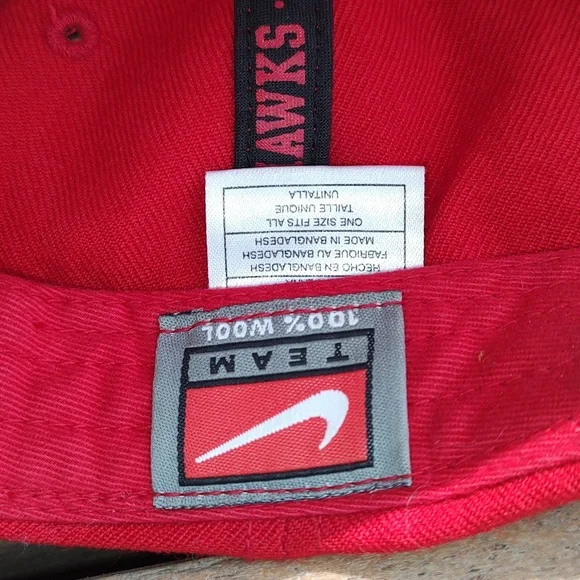 HAWKS ·
100% WOOL
TEAM
HECHO EN BANGLADESH
FABRIQUE AU BANGLADESH
MADE IN BANGLADESH
ONE SIZE FITS ALL
TAILLE UNIQUE
UNITALLA